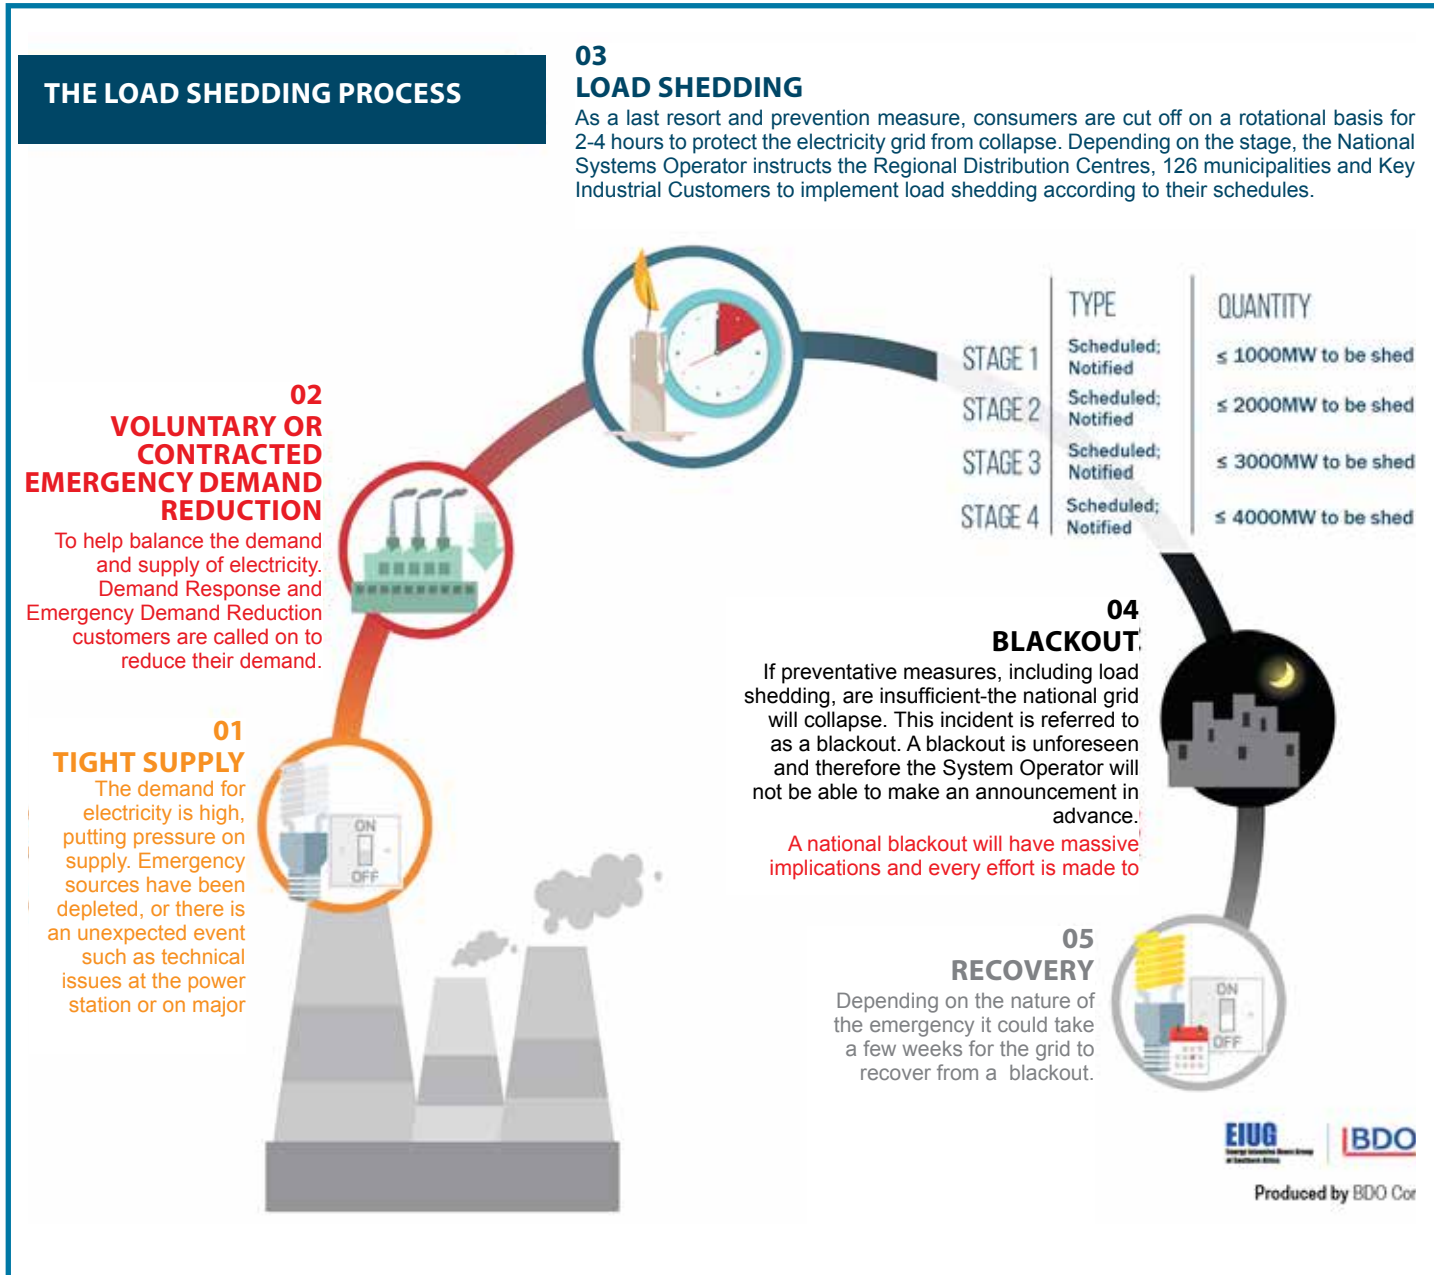 THE LOAD SHEDDING PROCESS
03
LOAD SHEDDING
As a last resort and prevention measure, consumers are cut off on a rotational basis for
2-4 hours to protect the electricity grid from collapse. Depending on the stage, the National
Systems Operator instructs the Regional Distribution Centres, 126 municipalities and Key
Industrial Customers to implement load shedding according to their schedules.
TYPE QUANTITY
STAGE 1 Scheduled; Notified ≤ 1000MW to be shed
STAGE 2 Scheduled; Notified ≤ 2000MW to be shed
STAGE 3 Scheduled; Notified ≤ 3000MW to be shed
STAGE 4 Scheduled; Notified ≤ 4000MW to be shed
02
VOLUNTARY OR
CONTRACTED
EMERGENCY DEMAND
REDUCTION
To help balance the demand
and supply of electricity.
Demand Response and
Emergency Demand Reduction
customers are called on to
reduce their demand.
01
TIGHT SUPPLY
The demand for
electricity is high,
putting pressure on
supply. Emergency
sources have been
depleted, or there is
an unexpected event
such as technical
issues at the power
station or on major
ON
OFF
04
BLACKOUT
If preventative measures, including load
shedding, are insufficient-the national grid
will collapse. This incident is referred to
as a blackout. A blackout is unforeseen
and therefore the System Operator will
not be able to make an announcement in
advance.
A national blackout will have massive
implications and every effort is made to
05
RECOVERY
Depending on the nature of
the emergency it could take
a few weeks for the grid to
recover from a blackout.
ON
OFF
EIUG
Energy Intensive Users Group
of Southern Africa
BDO
Produced by BDO Cor